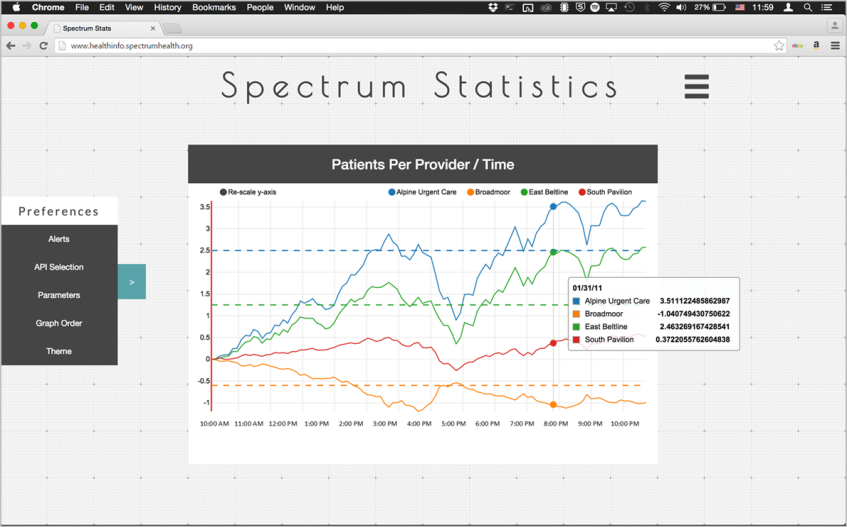 Chrome File Edit View History Bookmarks People Window Help 27% 11:59
Spectrum Stats
www.healthinfo.spectrumhealth.org
ebay a
Spectrum Statistics
Patients Per Provider / Time
Re-scale y-axis Alpine Urgent Care Broadmoor East Beltline South Pavilion
Preferences
Alerts
API Selection
Parameters
Graph Order
Theme
>
3.5
3
2.5
2
1.5
1
0.5
0
-0.5
-1
01/31/11
Alpine Urgent Care 3.511122485862987
Broadmoor -1.040749430750622
East Beltline 2.463269167428541
South Pavilion 0.3722055762604838
10:00 AM 11:00 AM 12:00 AM 1:00 PM 2:00 PM 3:00 PM 4:00 PM 5:00 PM 6:00 PM 7:00 PM 8:00 PM 9:00 PM 10:00 PM